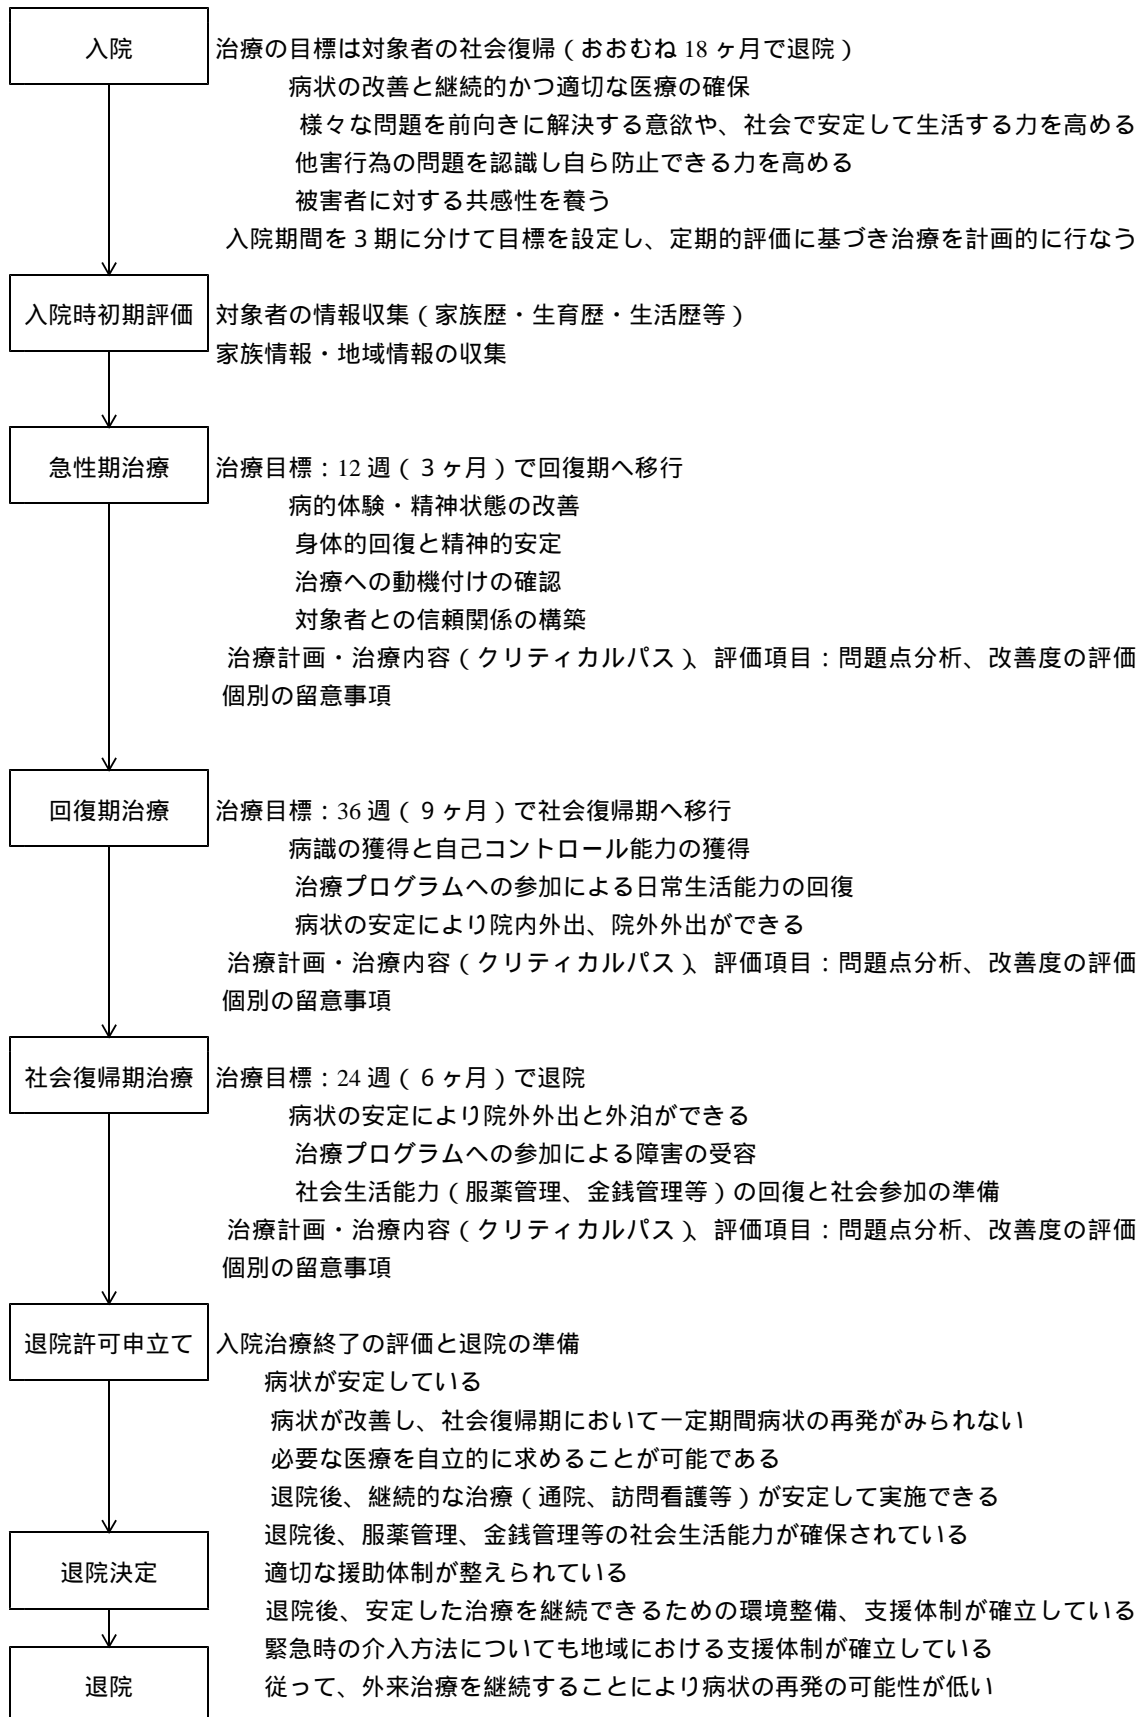 入院
治療の目標は対象者の社会復帰（おおむね 18 ヶ月で退院）
病状の改善と継続的かつ適切な医療の確保
様々な問題を前向きに解決する意欲や、社会で安定して生活する力を高める
他害行為の問題を認識し自ら防止できる力を高める
被害者に対する共感性を養う
入院期間を３期に分けて目標を設定し、定期的評価に基づき治療を計画的に行なう
入院時初期評価
対象者の情報収集（家族歴・生育歴・生活歴等）
家族情報・地域情報の収集
急性期治療
治療目標：12 週（３ヶ月）で回復期へ移行
病的体験・精神状態の改善
身体的回復と精神的安定
治療への動機付けの確認
対象者との信頼関係の構築
治療計画・治療内容（クリティカルパス）、評価項目：問題点分析、改善度の評価
個別の留意事項
回復期治療
治療目標：36 週（９ヶ月）で社会復帰期へ移行
病識の獲得と自己コントロール能力の獲得
治療プログラムへの参加による日常生活能力の回復
病状の安定により院内外出、院外外出ができる
治療計画・治療内容（クリティカルパス）、評価項目：問題点分析、改善度の評価
個別の留意事項
社会復帰期治療
治療目標：24 週（６ヶ月）で退院
病状の安定により院外外出と外泊ができる
治療プログラムへの参加による障害の受容
社会生活能力（服薬管理、金銭管理等）の回復と社会参加の準備
治療計画・治療内容（クリティカルパス）、評価項目：問題点分析、改善度の評価
個別の留意事項
退院許可申立て
入院治療終了の評価と退院の準備
病状が安定している
病状が改善し、社会復帰期において一定期間病状の再発がみられない
必要な医療を自立的に求めることが可能である
退院後、継続的な治療（通院、訪問看護等）が安定して実施できる
退院後、服薬管理、金銭管理等の社会生活能力が確保されている
退院決定
適切な援助体制が整えられている
退院後、安定した治療を継続できるための環境整備、支援体制が確立している
緊急時の介入方法についても地域における支援体制が確立している
退院
従って、外来治療を継続することにより病状の再発の可能性が低い